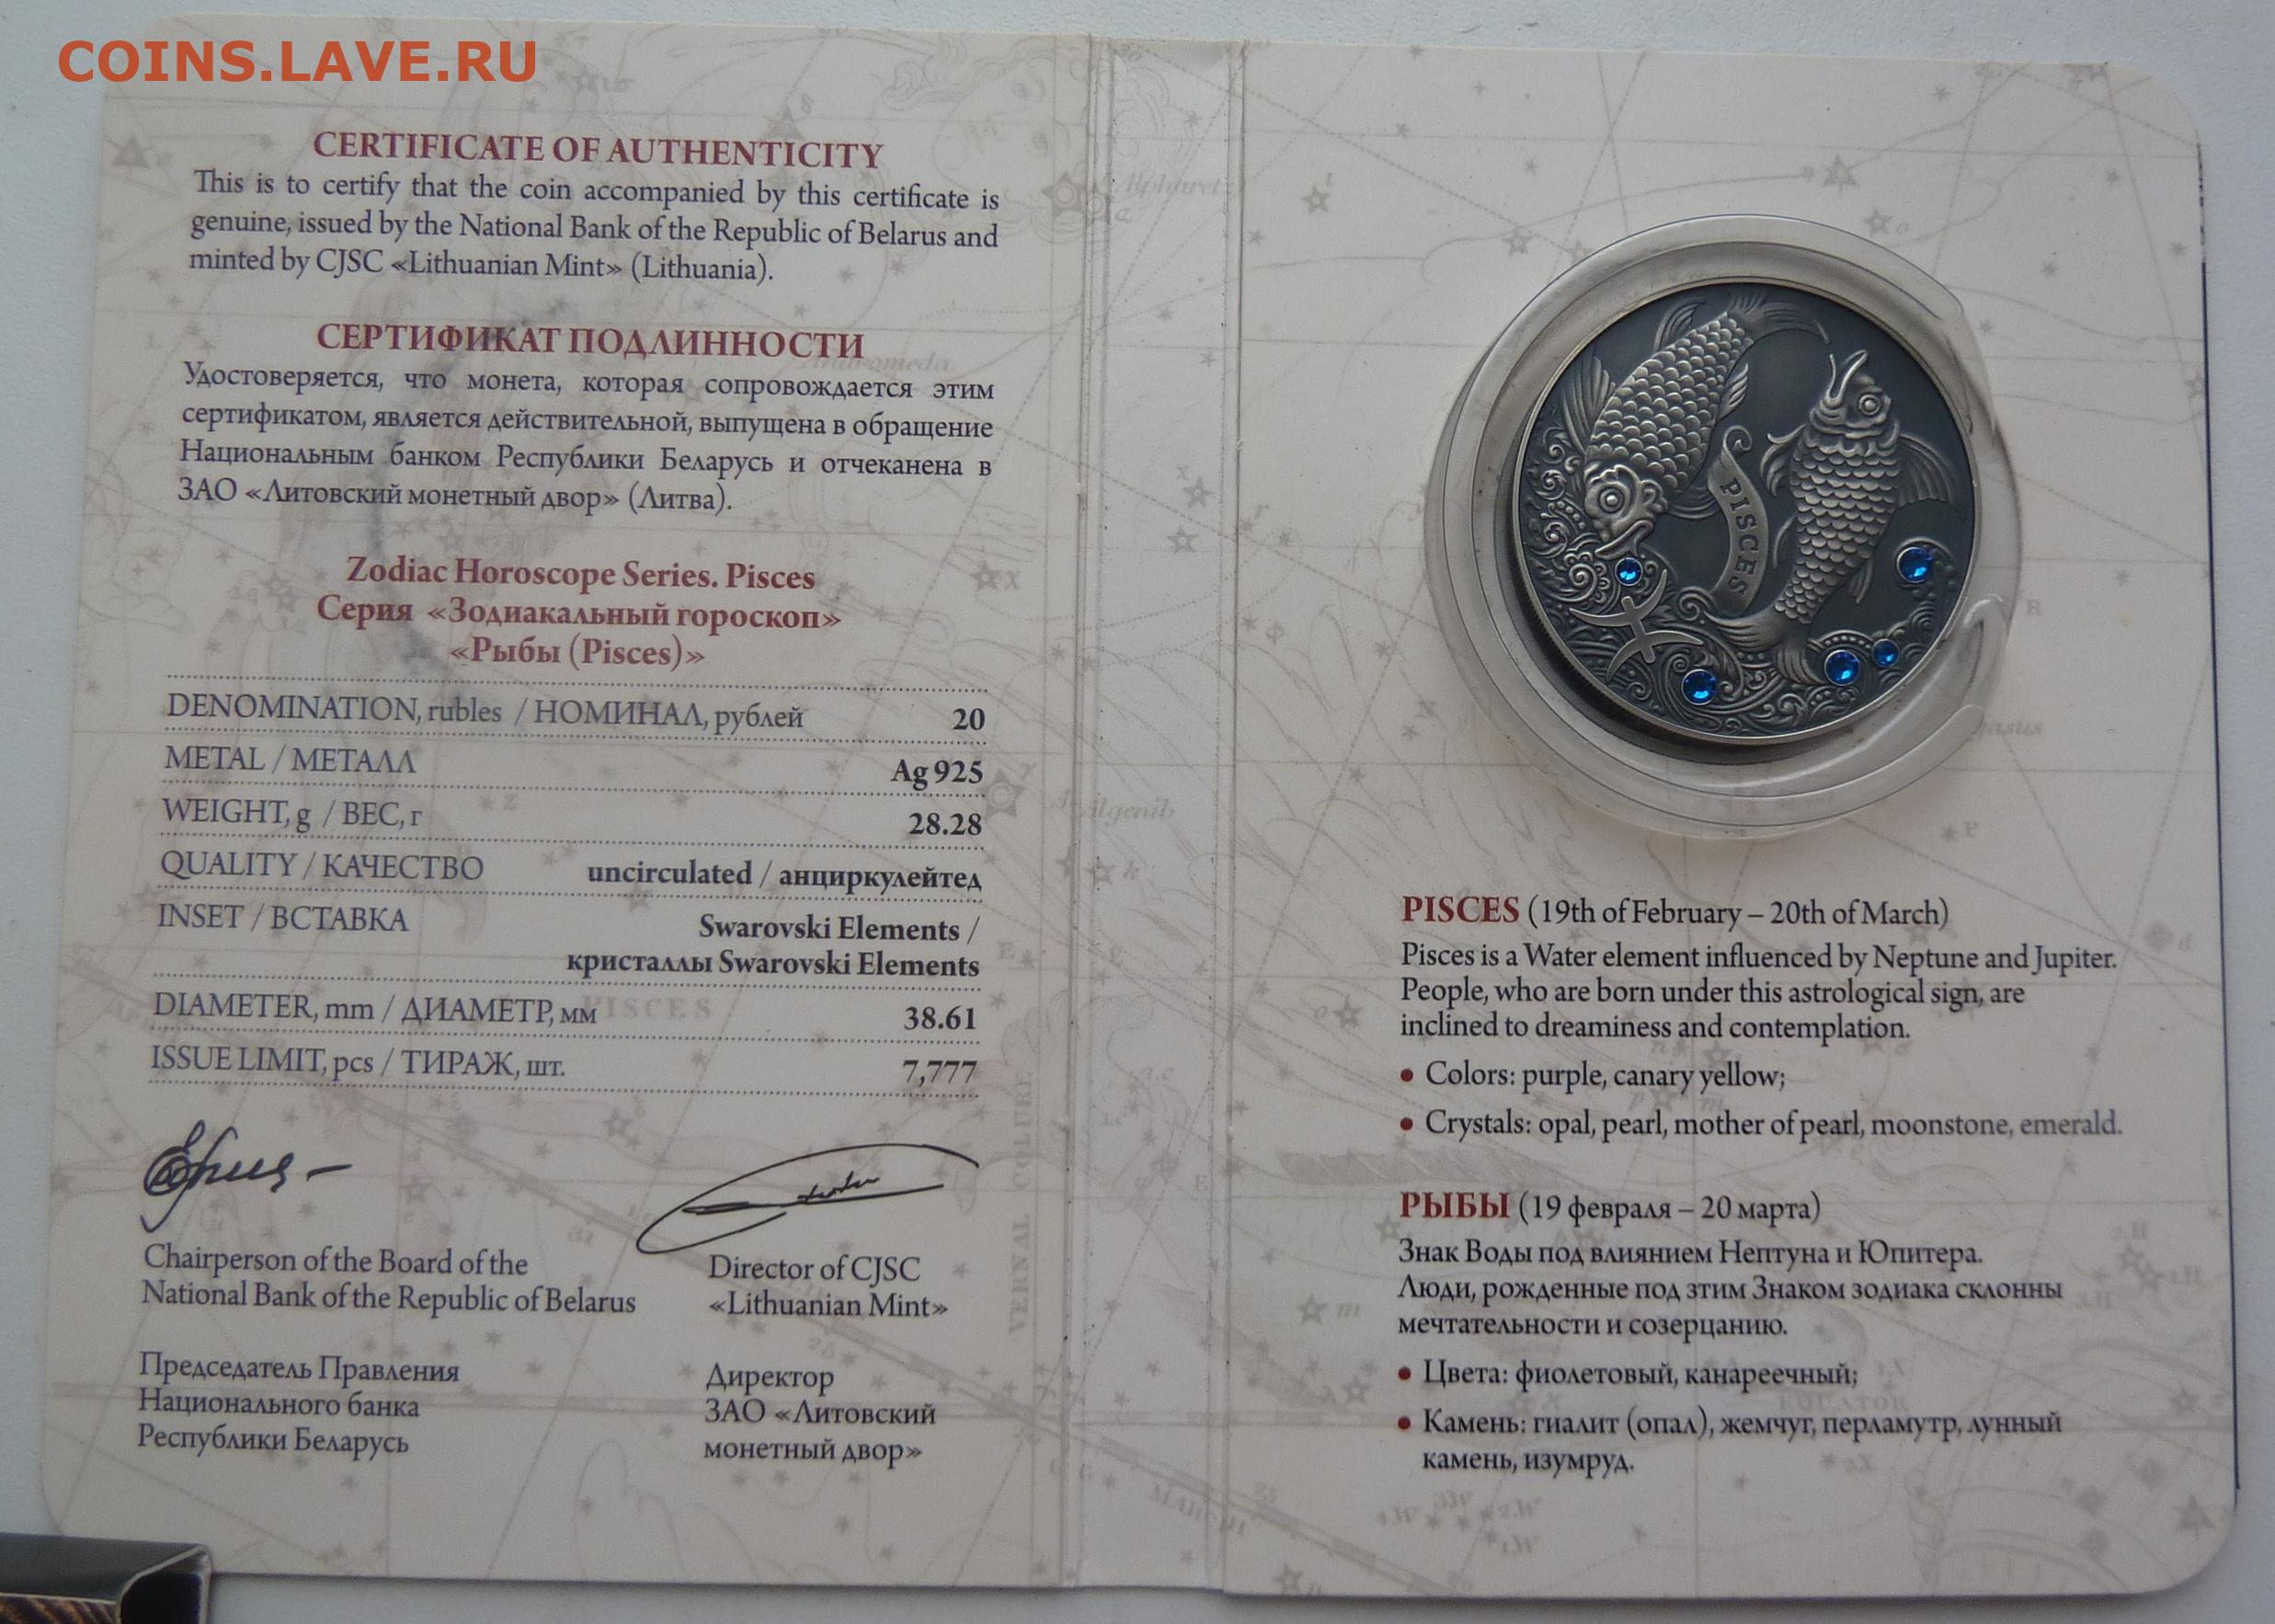 COINS.LAVE.RU
CERTIFICATE OF AUTHENTICITY
This is to certify that the coin accompanied by this certificate is
genuine, issued by the National Bank of the Republic of Belarus and
minted by CJSC «Lithuanian Mint» (Lithuania).
СЕРТИФИКАТ ПОДЛИННОСТИ
Удостоверяется, что монета, которая сопровождается этим
сертификатом, является действительной, выпущена в обращение
Национальным банком Республики Беларусь и отчеканена в
ЗАО «Литовский монетный двор» (Литва).
Zodiac Horoscope Series. Pisces
Серия «Зодиакальный гороскоп»
«Рыбы (Pisces)»
DENOMINATION, rubles / НОМИНАЛ, рублей 20
METAL / МЕТАЛЛ Ag 925
WEIGHT, g / ВЕС, г 28.28
QUALITY / КАЧЕСТВО uncirculated / анциркулейтед
INSET / ВСТАВКА Swarovski Elements /
кристаллы Swarovski Elements
DIAMETER, mm / ДИАМЕТР, мм 38.61
PISCES
ISSUE LIMIT, pcs / ТИРАЖ, шт. 7,777
Chairperson of the Board of the
National Bank of the Republic of Belarus
Director of CJSC
«Lithuanian Mint»
Председатель Правления
Национального банка
Республики Беларусь
Директор
ЗАО «Литовский
монетный двор»
VERNAL COLURE
Andromeda
Algenib
PISCES
PISCES (19th of February – 20th of March)
Pisces is a Water element influenced by Neptune and Jupiter.
People, who are born under this astrological sign, are
inclined to dreaminess and contemplation.
• Colors: purple, canary yellow;
• Crystals: opal, pearl, mother of pearl, moonstone, emerald.
РЫБЫ (19 февраля – 20 марта)
Знак Воды под влиянием Нептуна и Юпитера.
Люди, рожденные под этим Знаком зодиака склонны
мечтательности и созерцанию.
• Цвета: фиолетовый, канареечный;
• Камень: гиалит (опал), жемчуг, перламутр, лунный
камень, изумруд.